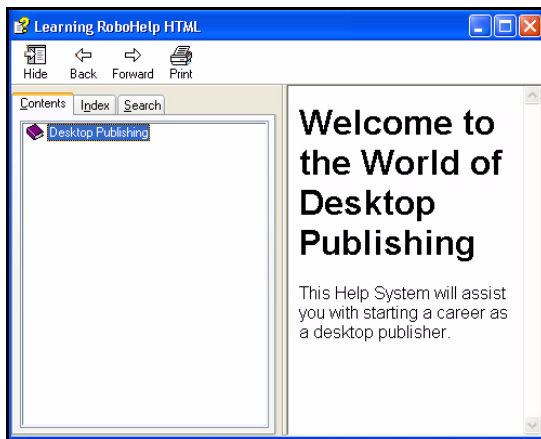 Learning RoboHelp HTML
Hide Back Forward Print
Contents Index Search
Desktop Publishing
Welcome to
the World of
Desktop
Publishing
This Help System will assist
you with starting a career as
a desktop publisher.